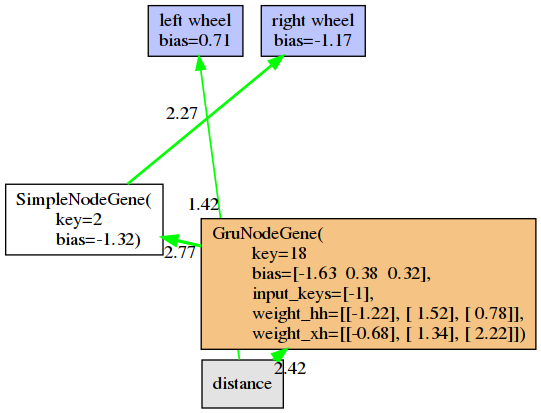 left wheel
bias=0.71
right wheel
bias=-1.17
2.27
SimpleNodeGene(
key=2
bias=-1.32)
1.42
2.77
GruNodeGene(
key=18
bias=[-1.63 0.38 0.32],
input_keys=[-1],
weight_hh=[[-1.22], [ 1.52], [ 0.78]],
weight_xh=[[-0.68], [ 1.34], [ 2.22]])
2.42
distance